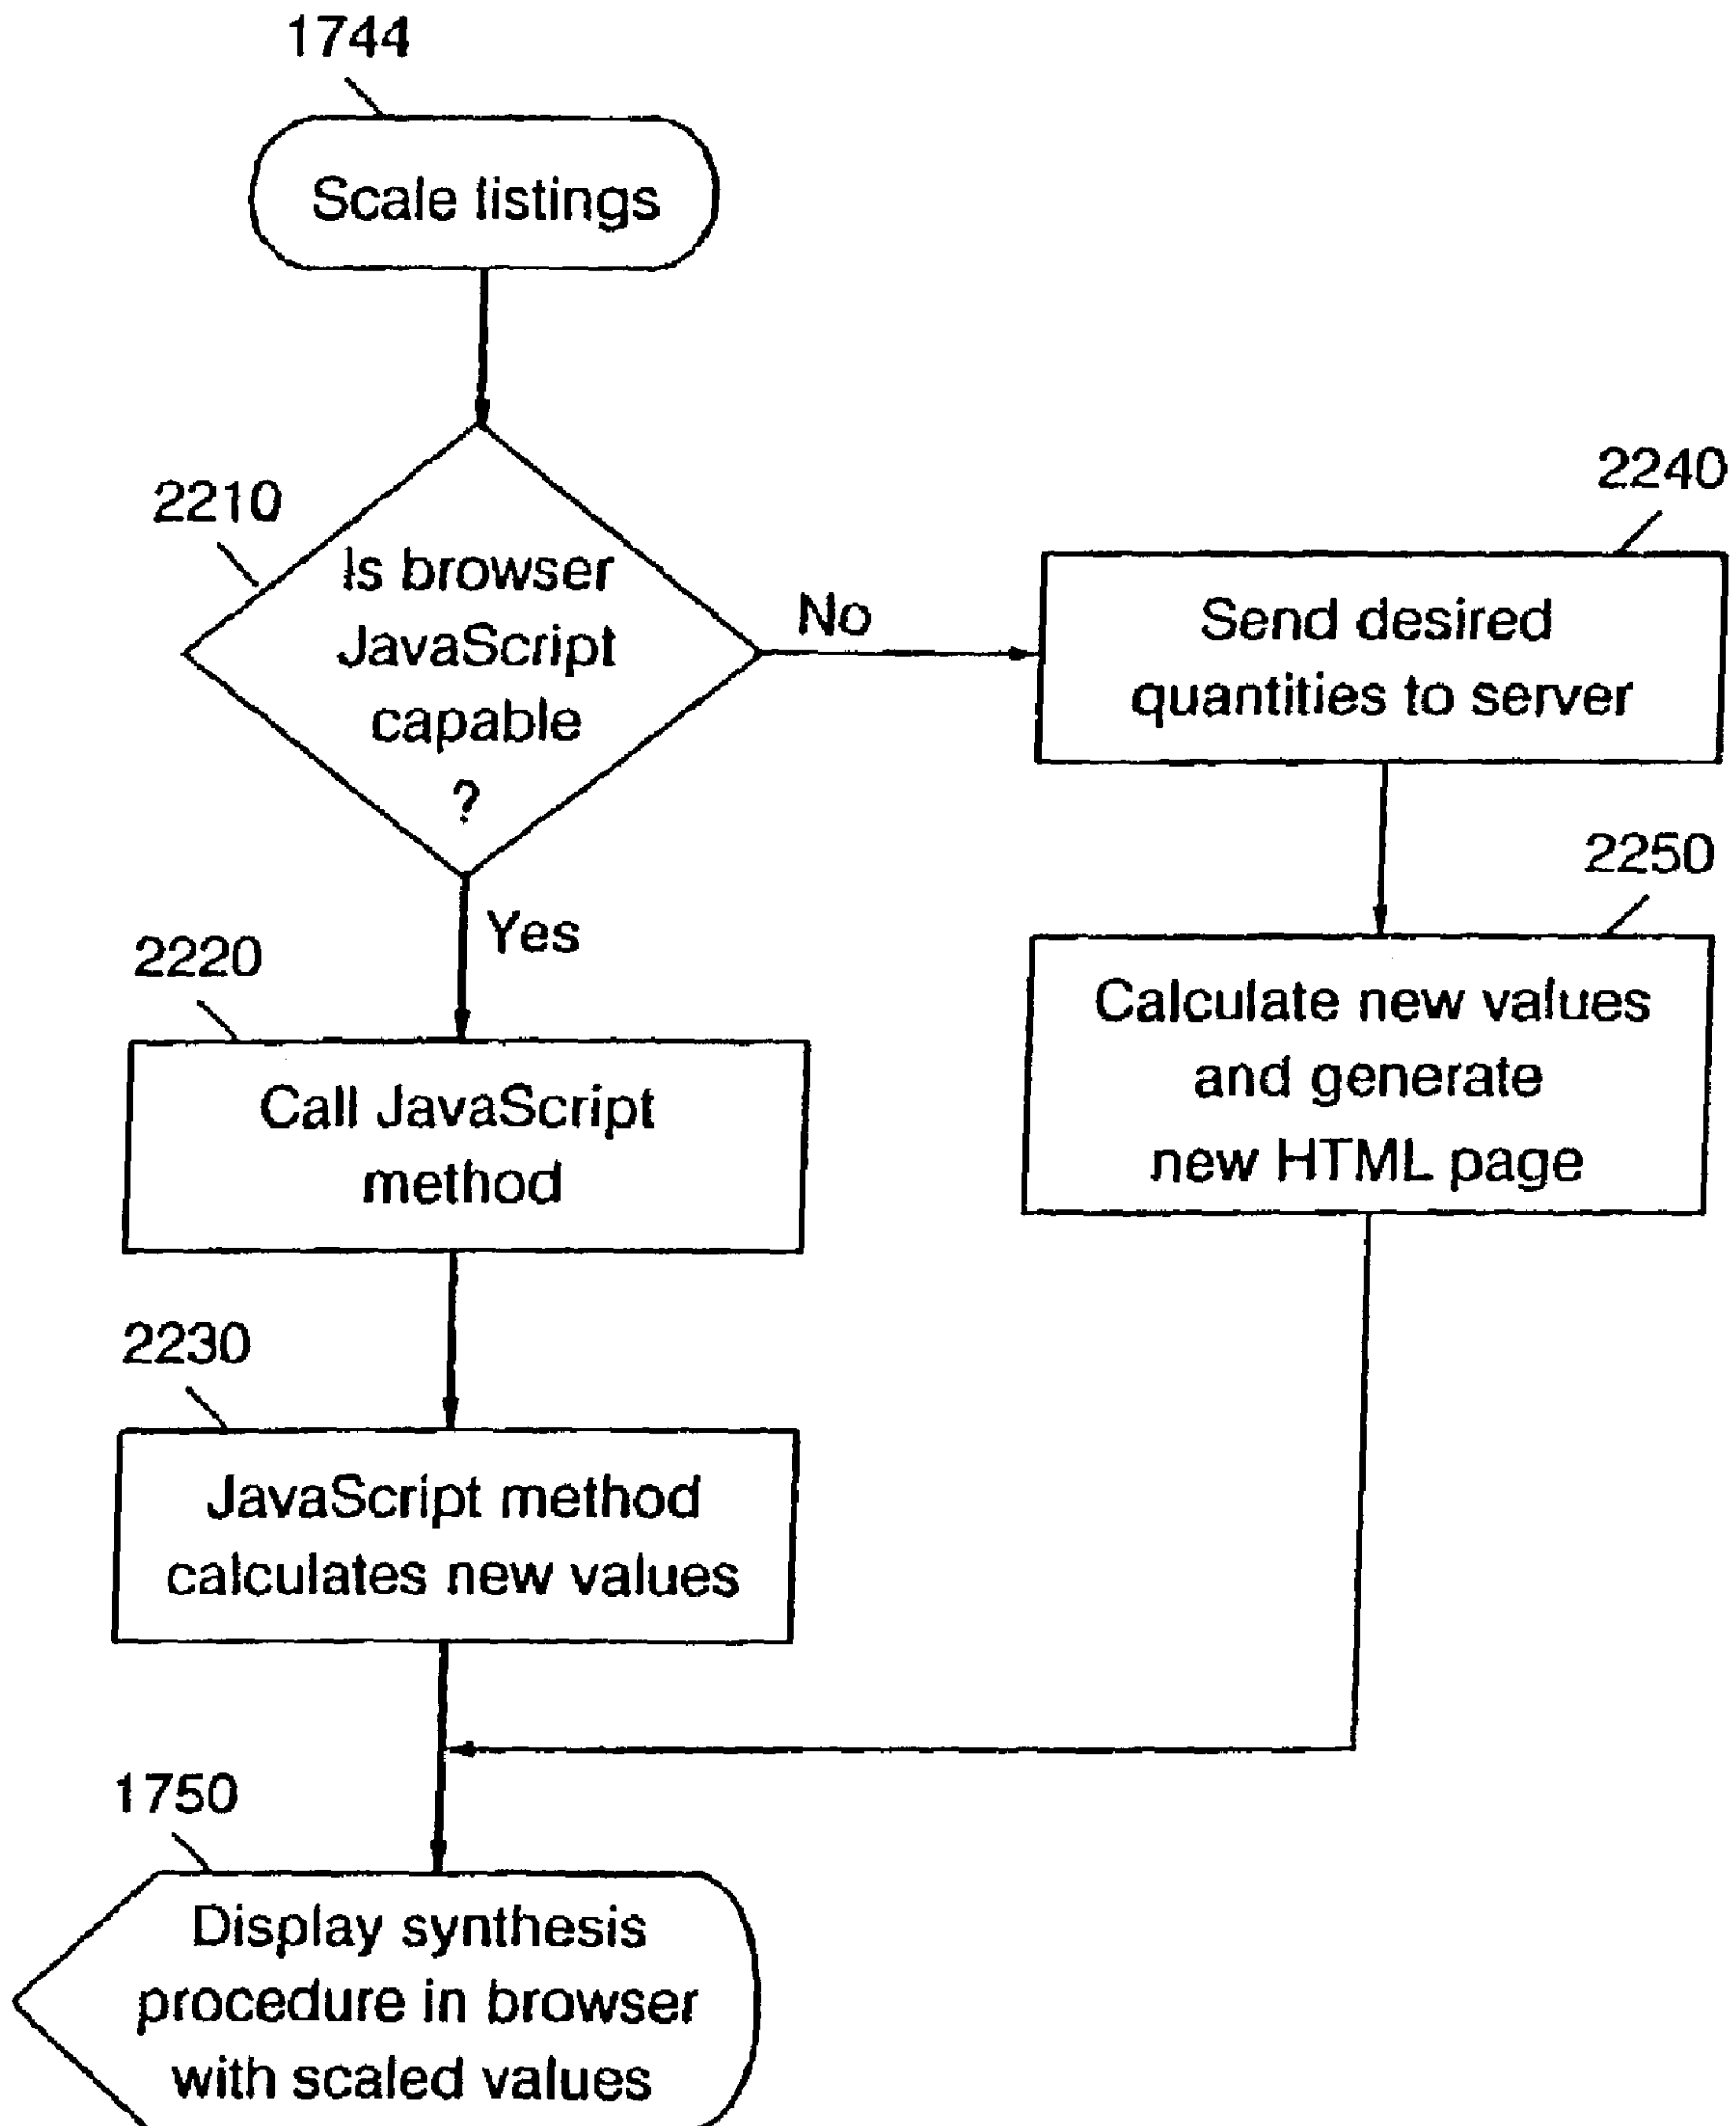 1744
Scale listings
2210
Is browser
JavaScript
capable
?
No
2240
Send desired
quantities to server
Yes
2250
Calculate new values
and generate
new HTML page
2220
Call JavaScript
method
2230
JavaScript method
calculates new values
1750
Display synthesis
procedure in browser
with scaled values